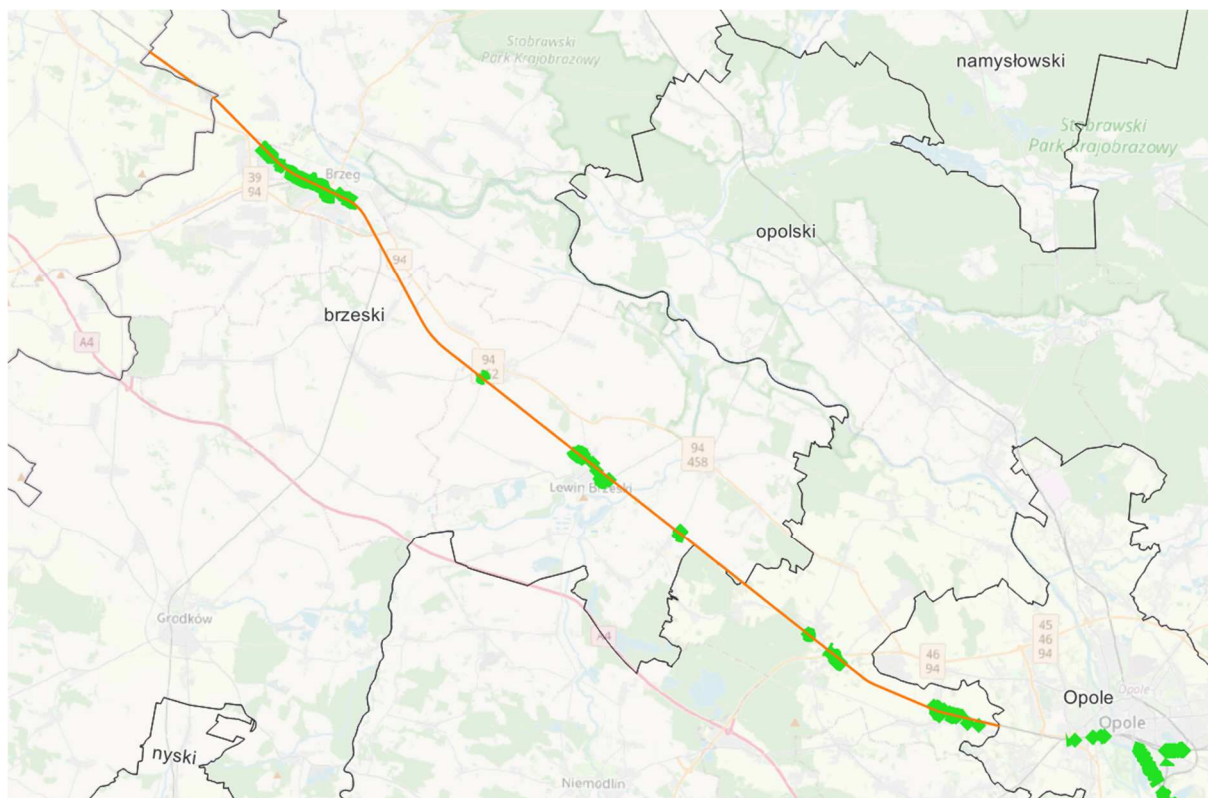 Stobrawski
Park Krajobrazowy
namysłowski
Stobrawski
Park Krajobrazowy
39
94
Brzeg
opolski
94
brzeski
A4
94
94
458
Lewin Brzeski
Grodków
A4
46
94
45
46
94
Opole
Opole
Opole
nyski
Niemodlin